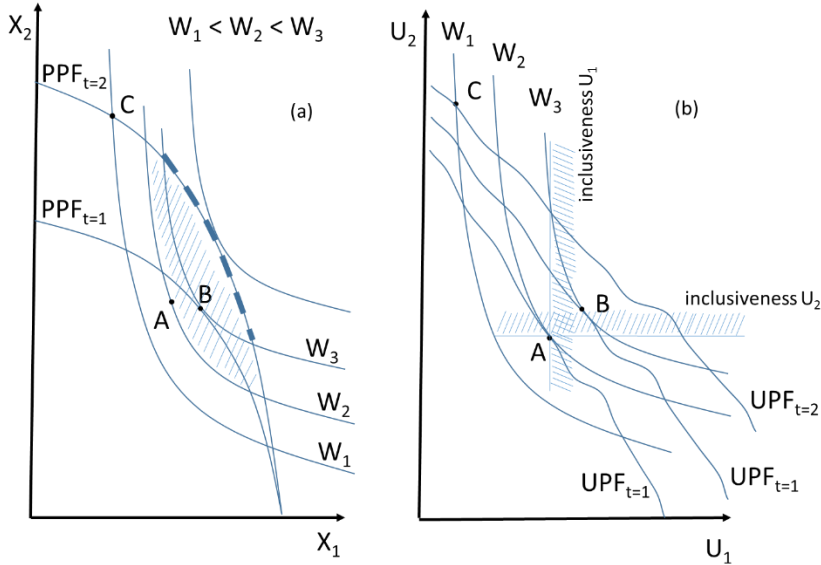 X₂
W₁ < W₂ < W₃
PPFₜ₌₂
C
(a)
PPFₜ₌₁
A
B
W₃
W₂
W₁
X₁
U₂
W₁
W₂
W₃
inclusiveness U₁
C
(b)
B
inclusiveness U₂
A
UPFₜ₌₂
UPFₜ₌₁
UPFₜ₌₁
U₁